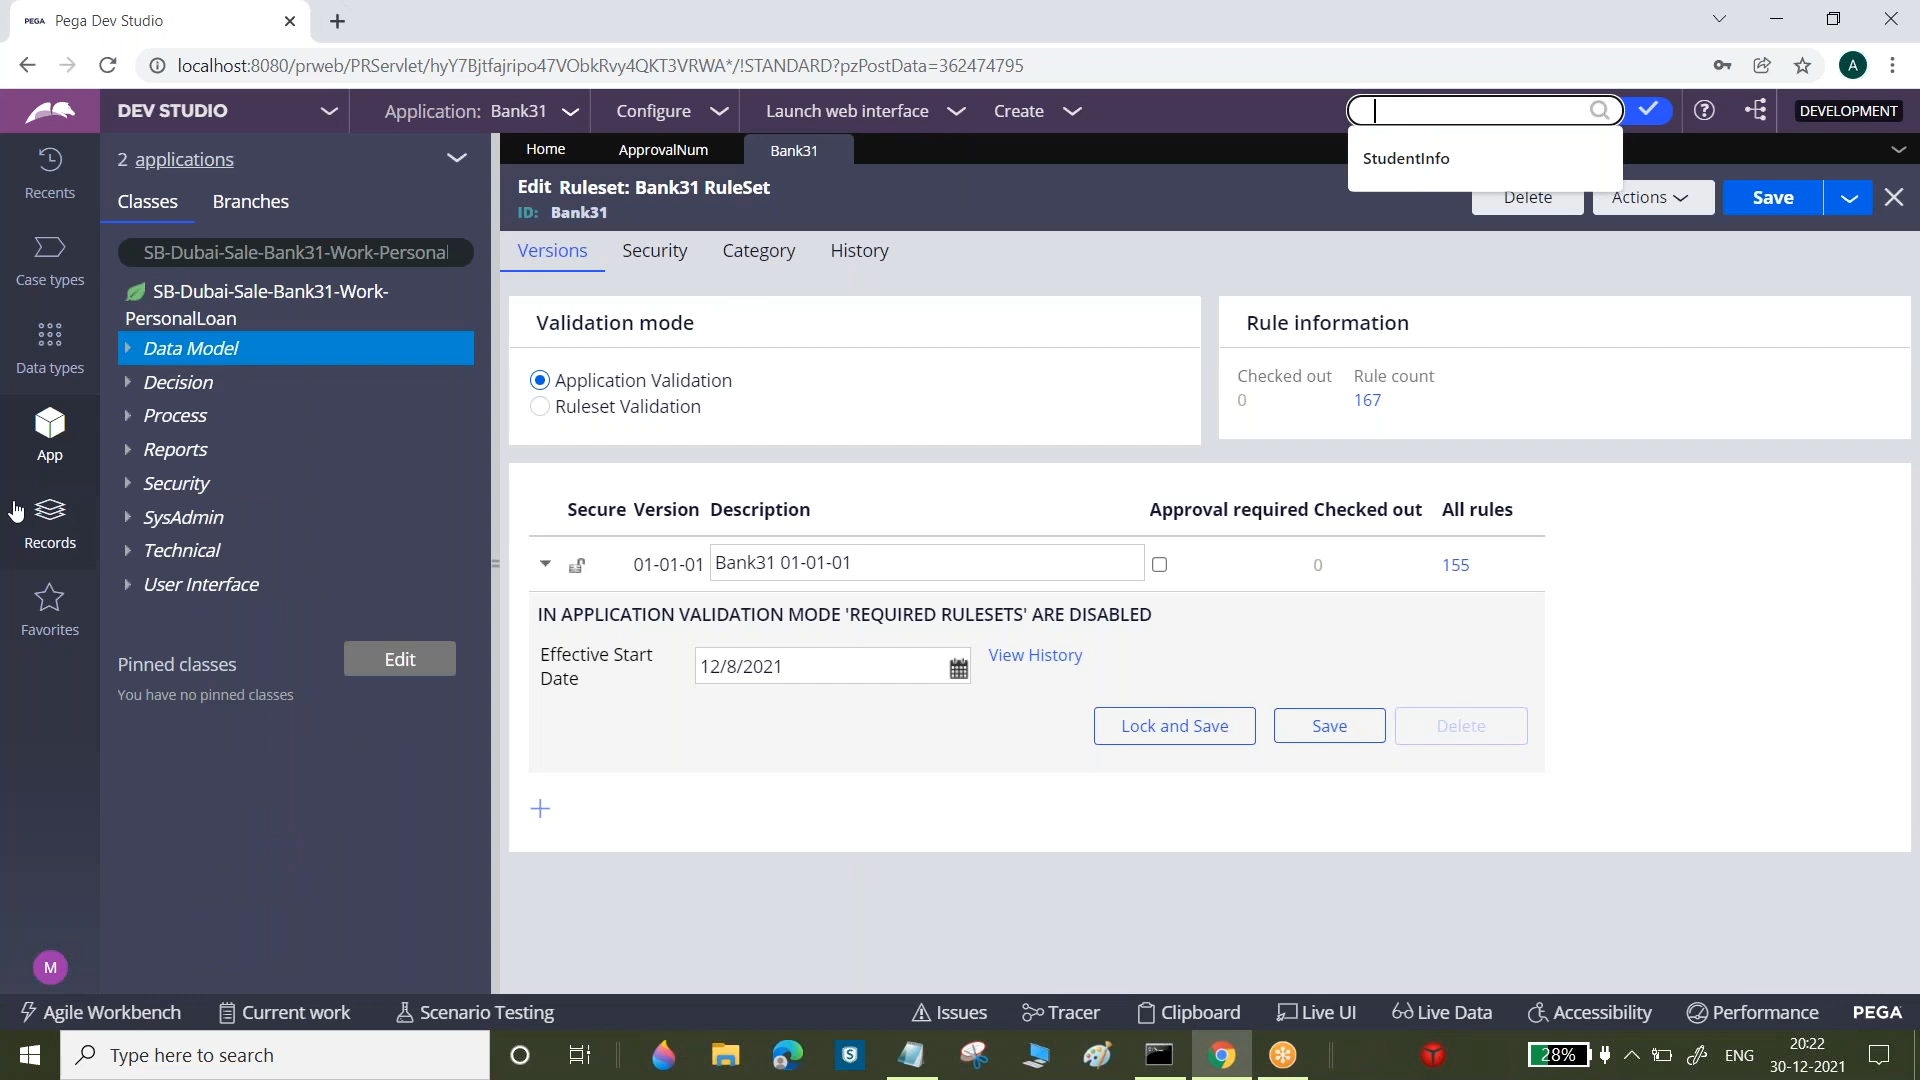 PEGA Pega Dev Studio
localhost:8080/prweb/PRServlet/hyY7Bjtfajripo47VObkRvy4QKT3VRWA*/!STANDARD?pzPostData=362474795
A
DEV STUDIO
Application: Bank31
Configure
Launch web interface
Create
DEVELOPMENT
StudentInfo
Recents
Case types
Data types
App
Records
Favorites
M
2 applications
Classes Branches
SB-Dubai-Sale-Bank31-Work-Personal
SB-Dubai-Sale-Bank31-Work-
PersonalLoan
Data Model
Decision
Process
Reports
Security
SysAdmin
Technical
User Interface
Pinned classes
Edit
You have no pinned classes
Home ApprovalNum Bank31
Edit Ruleset: Bank31 RuleSet
ID: Bank31
Delete Actions Save
Versions Security Category History
Validation mode
Application Validation
Ruleset Validation
Rule information
Checked out Rule count
0 167
Secure Version Description Approval required Checked out All rules
01-01-01 Bank31 01-01-01 0 155
IN APPLICATION VALIDATION MODE 'REQUIRED RULESETS' ARE DISABLED
Effective Start
Date
12/8/2021
View History
Lock and Save Save Delete
Agile Workbench Current work Scenario Testing Issues Tracer Clipboard Live UI Live Data Accessibility Performance PEGA
Type here to search
28%
ENG
20:22
30-12-2021